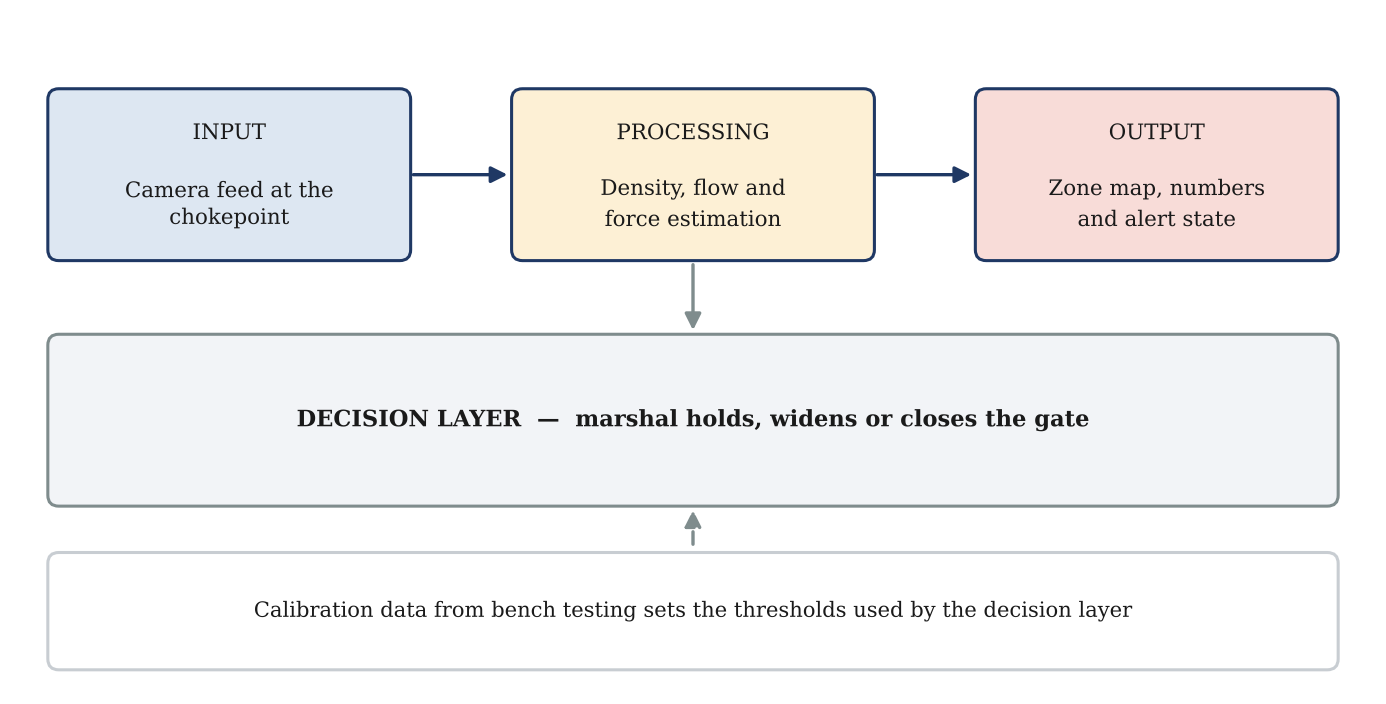 INPUT
Camera feed at the
chokepoint
PROCESSING
Density, flow and
force estimation
OUTPUT
Zone map, numbers
and alert state
DECISION LAYER — marshal holds, widens or closes the gate
Calibration data from bench testing sets the thresholds used by the decision layer